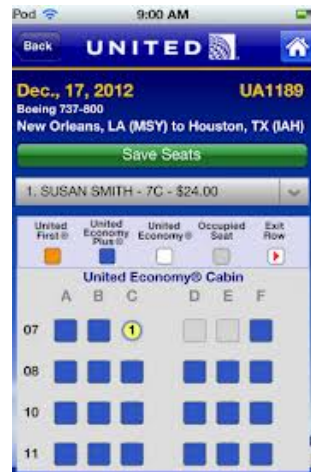 Pod 9:00 AM
Back UNITED
Dec., 17, 2012 UA1189
Boeing 737-800
New Orleans, LA (MSY) to Houston, TX (IAH)
Save Seats
1. SUSAN SMITH - 7C - $24.00
United First® United Economy Plus® United Economy® Occupied Seat Exit Row
United Economy® Cabin
A B C D E F
07 1
08
10
11